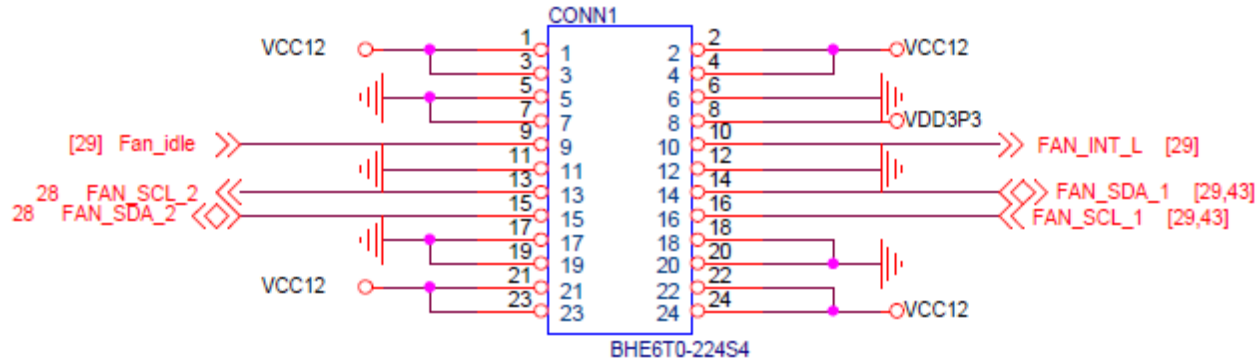 CONN1
VCC12 1 1 2 2 VCC12
3 3 4 4
5 5 6 6
7 7 8 8 VDD3P3
[29] Fan_idle 9 9 10 10 FAN_INT_L [29]
11 11 12 12
28 FAN_SCL_2 13 13 14 14 FAN_SDA_1 [29,43]
28 FAN_SDA_2 15 15 16 16 FAN_SCL_1 [29,43]
17 17 18 18
19 19 20 20
VCC12 21 21 22 22
23 23 24 24 VCC12
BHE6T0-224S4